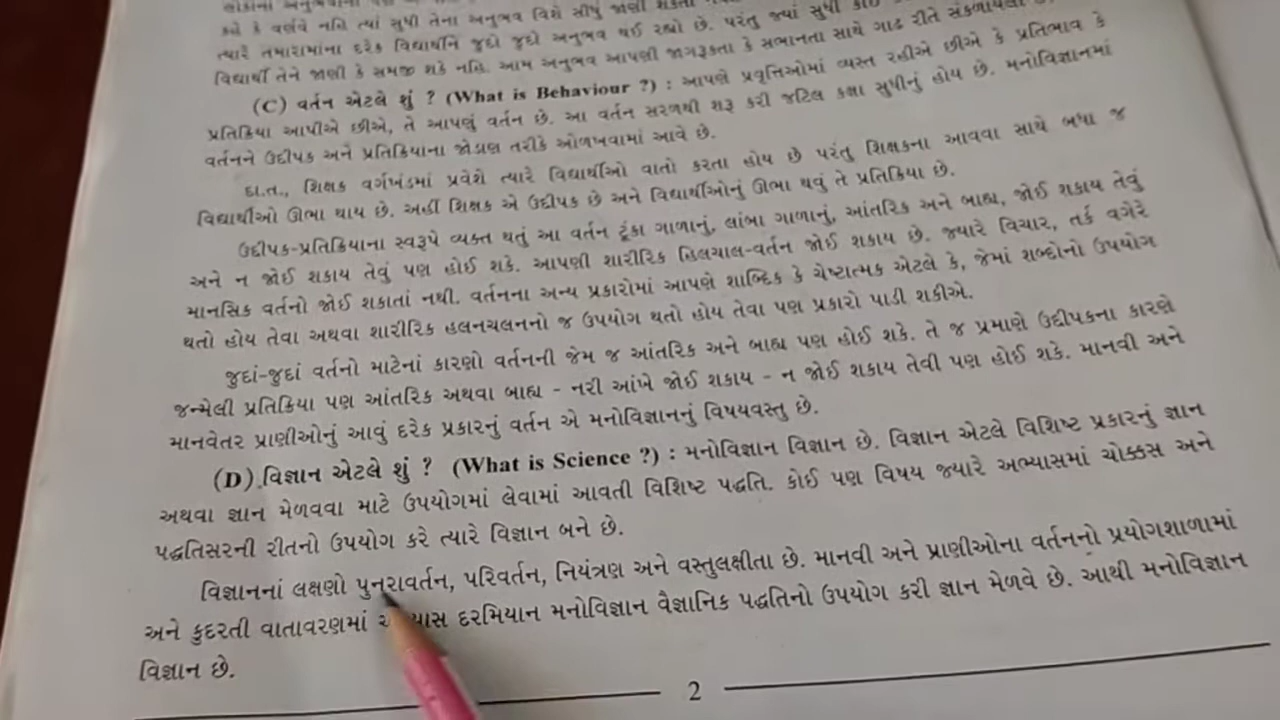 કહો કે વર્ણવે નહિ ત્યાં સુધી તેના અનુભવ વિશે સીધું જાણી શકાતું
ત્યારે તમારામાંના દરેક વિદ્યાર્થીને જુદો જુદો અનુભવ થઈ રહ્યો છે. પરંતુ જ્યાં સુધી કોઈ
વિદ્યાર્થી તેને જાણી કે સમજી શકે નહિ. આમ અનુભવ આપણી જાગરૂકતા કે સભાનતા સાથે ગાઢ રીતે સંકળાયેલો
(C) વર્તન એટલે શું ? (What is Behaviour ?) : આપણે પ્રવૃત્તિઓમાં વ્યસ્ત રહીએ છીએ કે પ્રતિભાવ કે
પ્રતિક્રિયા આપીએ છીએ, તે આપણું વર્તન છે. આ વર્તન સરળથી શરૂ કરી જટિલ કક્ષા સુધીનું હોય છે. મનોવિજ્ઞાનમાં
વર્તનને ઉદ્દીપક અને પ્રતિક્રિયાના જોડાણ તરીકે ઓળખવામાં આવે છે.
દા.ત., શિક્ષક વર્ગખંડમાં પ્રવેશે ત્યારે વિદ્યાર્થીઓ વાતો કરતા હોય છે પરંતુ શિક્ષકના આવવા સાથે બધા જ
વિદ્યાર્થીઓ ઊભા થાય છે. અહીં શિક્ષક એ ઉદ્દીપક છે અને વિદ્યાર્થીઓનું ઊભા થવું તે પ્રતિક્રિયા છે.
ઉદ્દીપક-પ્રતિક્રિયાના સ્વરૂપે વ્યક્ત થતું આ વર્તન ટૂંકા ગાળાનું, લાંબા ગાળાનું, આંતરિક અને બાહ્ય, જોઈ શકાય તેવું
અને ન જોઈ શકાય તેવું પણ હોઈ શકે. આપણી શારીરિક હિલચાલ-વર્તન જોઈ શકાય છે. જ્યારે વિચાર, તર્ક વગેરે
માનસિક વર્તનો જોઈ શકાતાં નથી. વર્તનના અન્ય પ્રકારોમાં આપણે શાબ્દિક કે ચેષ્ટાત્મક એટલે કે, જેમાં શબ્દોનો ઉપયોગ
થતો હોય તેવા અથવા શારીરિક હલનચલનનો જ ઉપયોગ થતો હોય તેવા પણ પ્રકારો પાડી શકીએ.
જુદાં-જુદાં વર્તનો માટેનાં કારણો વર્તનની જેમ જ આંતરિક અને બાહ્ય પણ હોઈ શકે. તે જ પ્રમાણે ઉદ્દીપકના કારણે
જન્મેલી પ્રતિક્રિયા પણ આંતરિક અથવા બાહ્ય - નરી આંખે જોઈ શકાય - ન જોઈ શકાય તેવી પણ હોઈ શકે. માનવી અને
માનવેતર પ્રાણીઓનું આવું દરેક પ્રકારનું વર્તન એ મનોવિજ્ઞાનનું વિષયવસ્તુ છે.
(D) વિજ્ઞાન એટલે શું ? (What is Science ?) : મનોવિજ્ઞાન વિજ્ઞાન છે. વિજ્ઞાન એટલે વિશિષ્ટ પ્રકારનું જ્ઞાન
અથવા જ્ઞાન મેળવવા માટે ઉપયોગમાં લેવામાં આવતી વિશિષ્ટ પદ્ધતિ. કોઈ પણ વિષય જ્યારે અભ્યાસમાં ચોક્કસ અને
પદ્ધતિસરની રીતનો ઉપયોગ કરે ત્યારે વિજ્ઞાન બને છે.
વિજ્ઞાનનાં લક્ષણો પુનરાવર્તન, પરિવર્તન, નિયંત્રણ અને વસ્તુલક્ષીતા છે. માનવી અને પ્રાણીઓના વર્તનનો પ્રયોગશાળામાં
અને કુદરતી વાતાવરણમાં દરમિયાન મનોવિજ્ઞાન વૈજ્ઞાનિક પદ્ધતિનો ઉપયોગ કરી જ્ઞાન મેળવે છે. આથી મનોવિજ્ઞાન
વિજ્ઞાન છે.
2